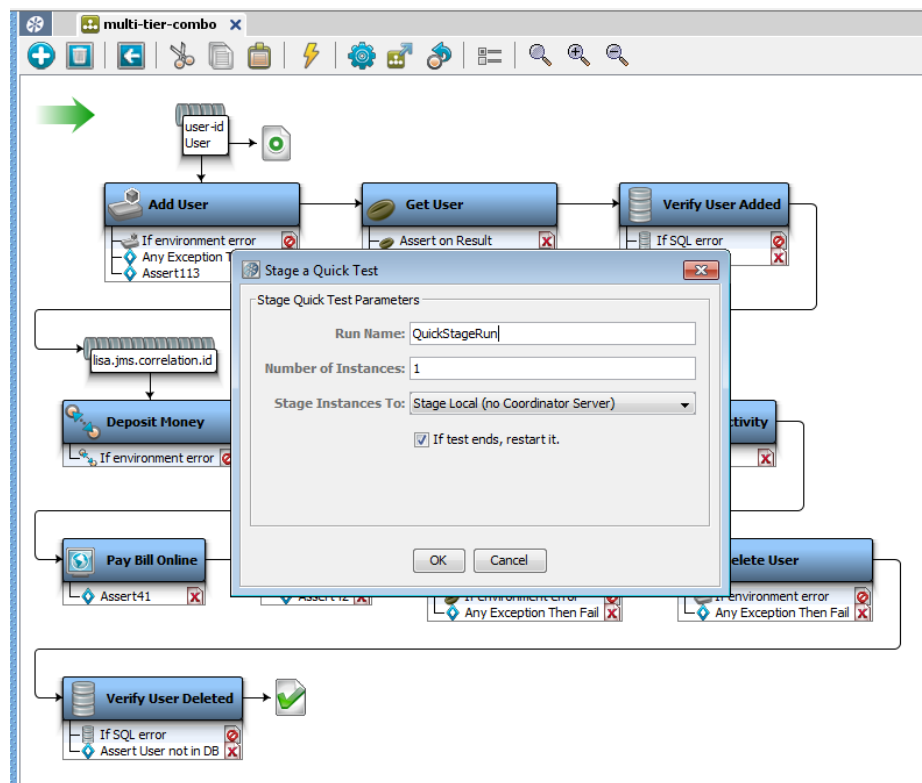 multi-tier-combo
user-id
User
Add User
Get User
Verify User Added
If environment error
Assert on Result
If SQL error
Any Exception T
Assert113
Stage a Quick Test
Stage Quick Test Parameters
Run Name: QuickStageRun
Number of Instances: 1
Stage Instances To: Stage Local (no Coordinator Server)
If test ends, restart it.
OK
Cancel
lisa.jms.correlation.id
Deposit Money
tivity
If environment error
Pay Bill Online
elete User
Assert41
Assert42
If environment error
If environment error
Any Exception Then Fail
Any Exception Then Fail
Verify User Deleted
If SQL error
Assert User not in DB